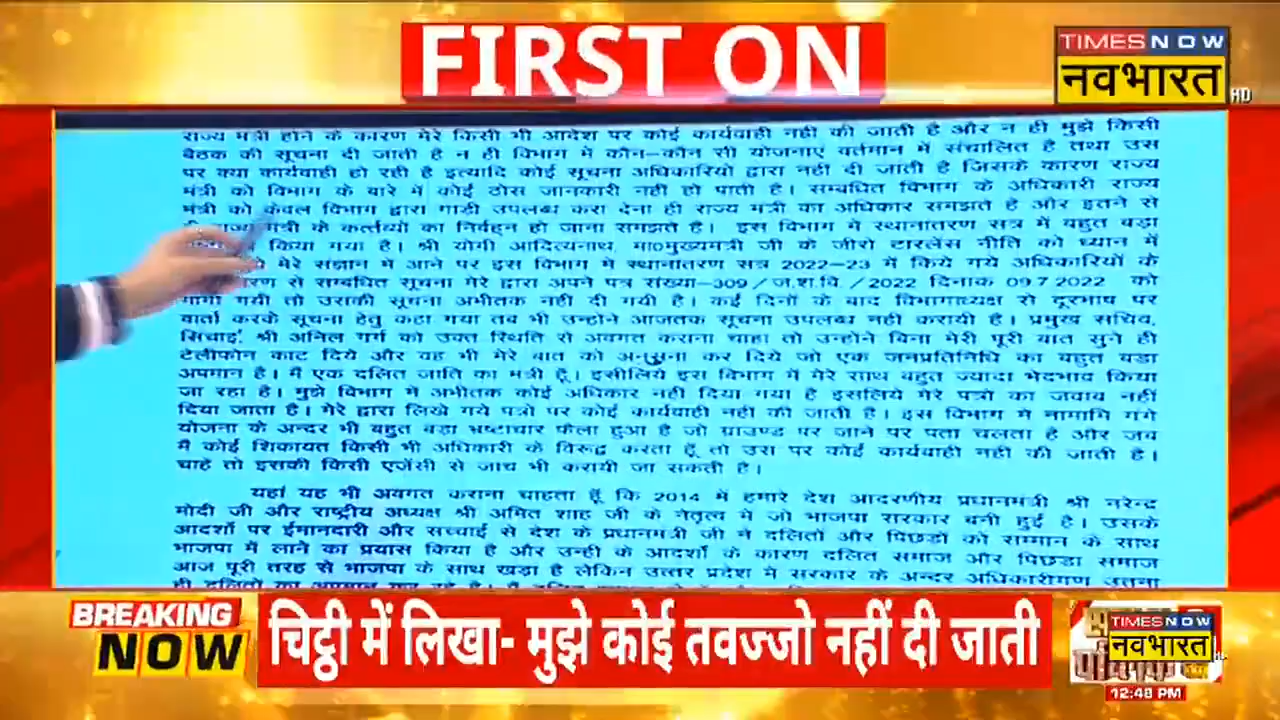 FIRST ON
TIMES NOW
नवभारत
HD
राज्य मंत्री होने के कारण मेरे किसी भी आदेश पर कोई कार्यवाही नहीं की जाती है और न ही मुझे किसी
बैठक की सूचना दी जाती है न ही विभाग में कौन–कौन सी योजनाएं वर्तमान में संचालित है तथा उस
पर क्या कार्यवाही हो रही है इत्यादि कोई सूचना अधिकारियों द्वारा नहीं दी जाती है जिसके कारण राज्य
मंत्री को विभाग के बारे में कोई ठोस जानकारी नहीं हो पाती है। सम्बंधित विभाग के अधिकारी राज्य
मंत्री को केवल विभाग द्वारा गाड़ी उपलब्ध करा देना ही राज्य मंत्री का अधिकार समझते है और इतने से
मंत्री के कर्त्तव्यों का निर्वहन हो जाना समझते है। इस विभाग में स्थानांतरण सत्र में बहुत बड़ा
किया गया है। श्री योगी आदित्यनाथ, मा0मुख्यमंत्री जी के जीरो टारलेंस नीति को ध्यान में
मेरे संज्ञान में आने पर इस विभाग में स्थानांतरण सत्र 2022–23 में किये गये अधिकारियों के
से सम्बंधित सूचना मेरे द्वारा अपने पत्र संख्या–309/ज.श.वि./2022 दिनांक 09.7.2022 को
मांगी गयी तो उसकी सूचना अभीतक नहीं दी गयी है। कई दिनों के बाद विभागाध्यक्ष से दूरभाष पर
वार्ता करके सूचना हेतु कहा गया तब भी उन्होंने आजतक सूचना उपलब्ध नहीं करायी है। प्रमुख सचिव,
सिंचाई, श्री अनिल गर्ग को उक्त स्थिति से अवगत कराना चाहा तो उन्होंने बिना मेरी पूरी बात सुने ही
टेलीफोन काट दिये और यह भी मेरे बात को अनसुना कर दिये जो एक जनप्रतिनिधि का बहुत बड़ा
अपमान है। मैं एक दलित जाति का मंत्री हूँ। इसीलिये इस विभाग में मेरे साथ बहुत ज्यादा भेदभाव किया
जा रहा है। मुझे विभाग में अभीतक कोई अधिकार नहीं दिया गया है इसलिये मेरे पत्रों का जवाब नहीं
दिया जाता है। मेरे द्वारा लिखे गये पत्रों पर कोई कार्यवाही नहीं की जाती है। इस विभाग में नामामि गंगे
योजना के अन्दर भी बहुत बड़ा भ्रष्टाचार फैला हुआ है जो ग्राउण्ड पर जाने पर पता चलता है और जब
मैं कोई शिकायत किसी भी अधिकारी के विरूद्ध करता हूँ तो उस पर कोई कार्यवाही नहीं की जाती है।
चाहे तो इसकी किसी एजेंसी से जांच भी करायी जा सकती है।
यहां यह भी अवगत कराना चाहता हूँ कि 2014 में हमारे देश आदरणीय प्रधानमंत्री श्री नरेन्द्र
मोदी जी और राष्ट्रीय अध्यक्ष श्री अमित शाह जी के नेतृत्व में जो भाजपा सरकार बनी हुई है। उसके
आदर्शों पर ईमानदारी और सच्चाई से देश के प्रधानमंत्री जी ने दलितों और पिछड़ों को सम्मान के साथ
भाजपा में लाने का प्रयास किया है और उन्हीं के आदर्शों के कारण दलित समाज और पिछड़ा समाज
आज पूरी तरह से भाजपा के साथ खड़ा है लेकिन उत्तर प्रदेश में सरकार के अन्दर अधिकारीगण उतना
ही दलितों का अपमान कर रहे है।
BREAKING NOW
चिट्ठी में लिखा- मुझे कोई तवज्जो नहीं दी जाती
TIMES NOW
नवभारत
12:48 PM